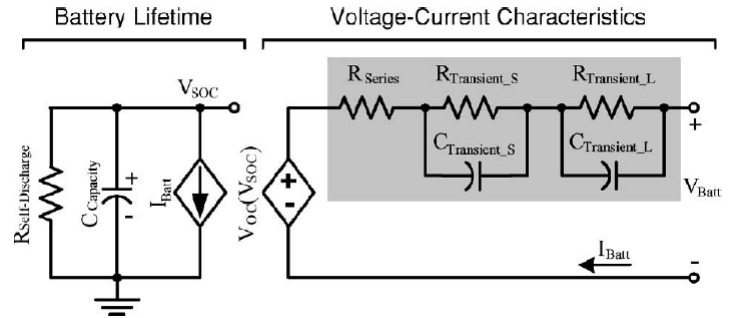 Battery Lifetime
Voltage-Current Characteristics
VSOC
RSelf-Discharge
CCapacity
+
-
IBatt
VOC(VSOC)
+
-
RSeries
RTransient_S
RTransient_L
CTransient_S
CTransient_L
+
VBatt
IBatt
-